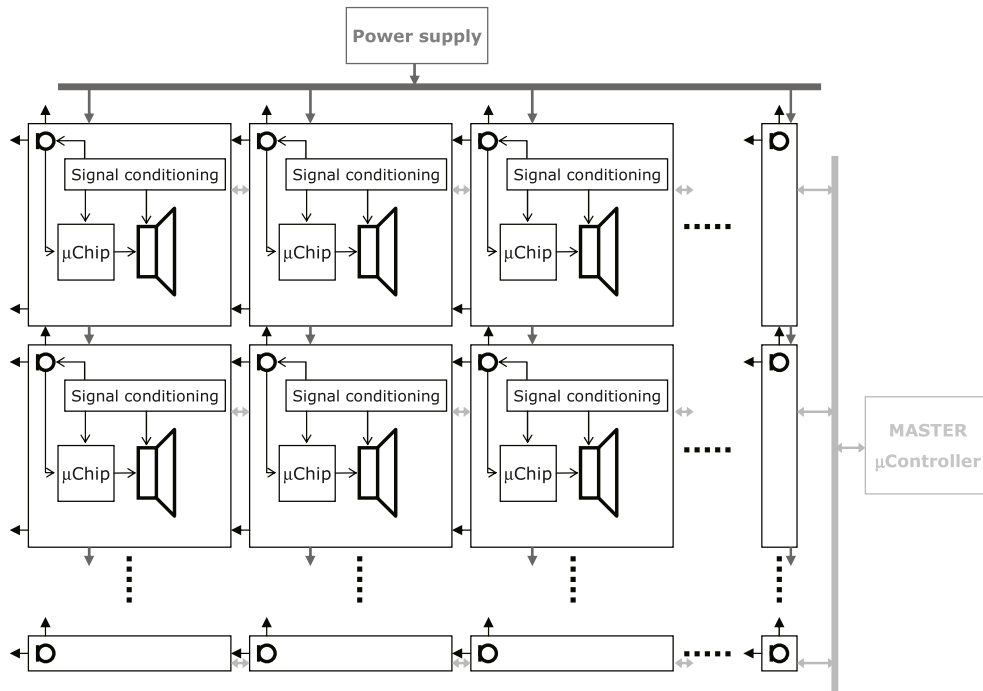 Power supply
Signal conditioning
Signal conditioning
Signal conditioning
μChip
μChip
μChip
Signal conditioning
Signal conditioning
Signal conditioning
MASTER
μController
μChip
μChip
μChip